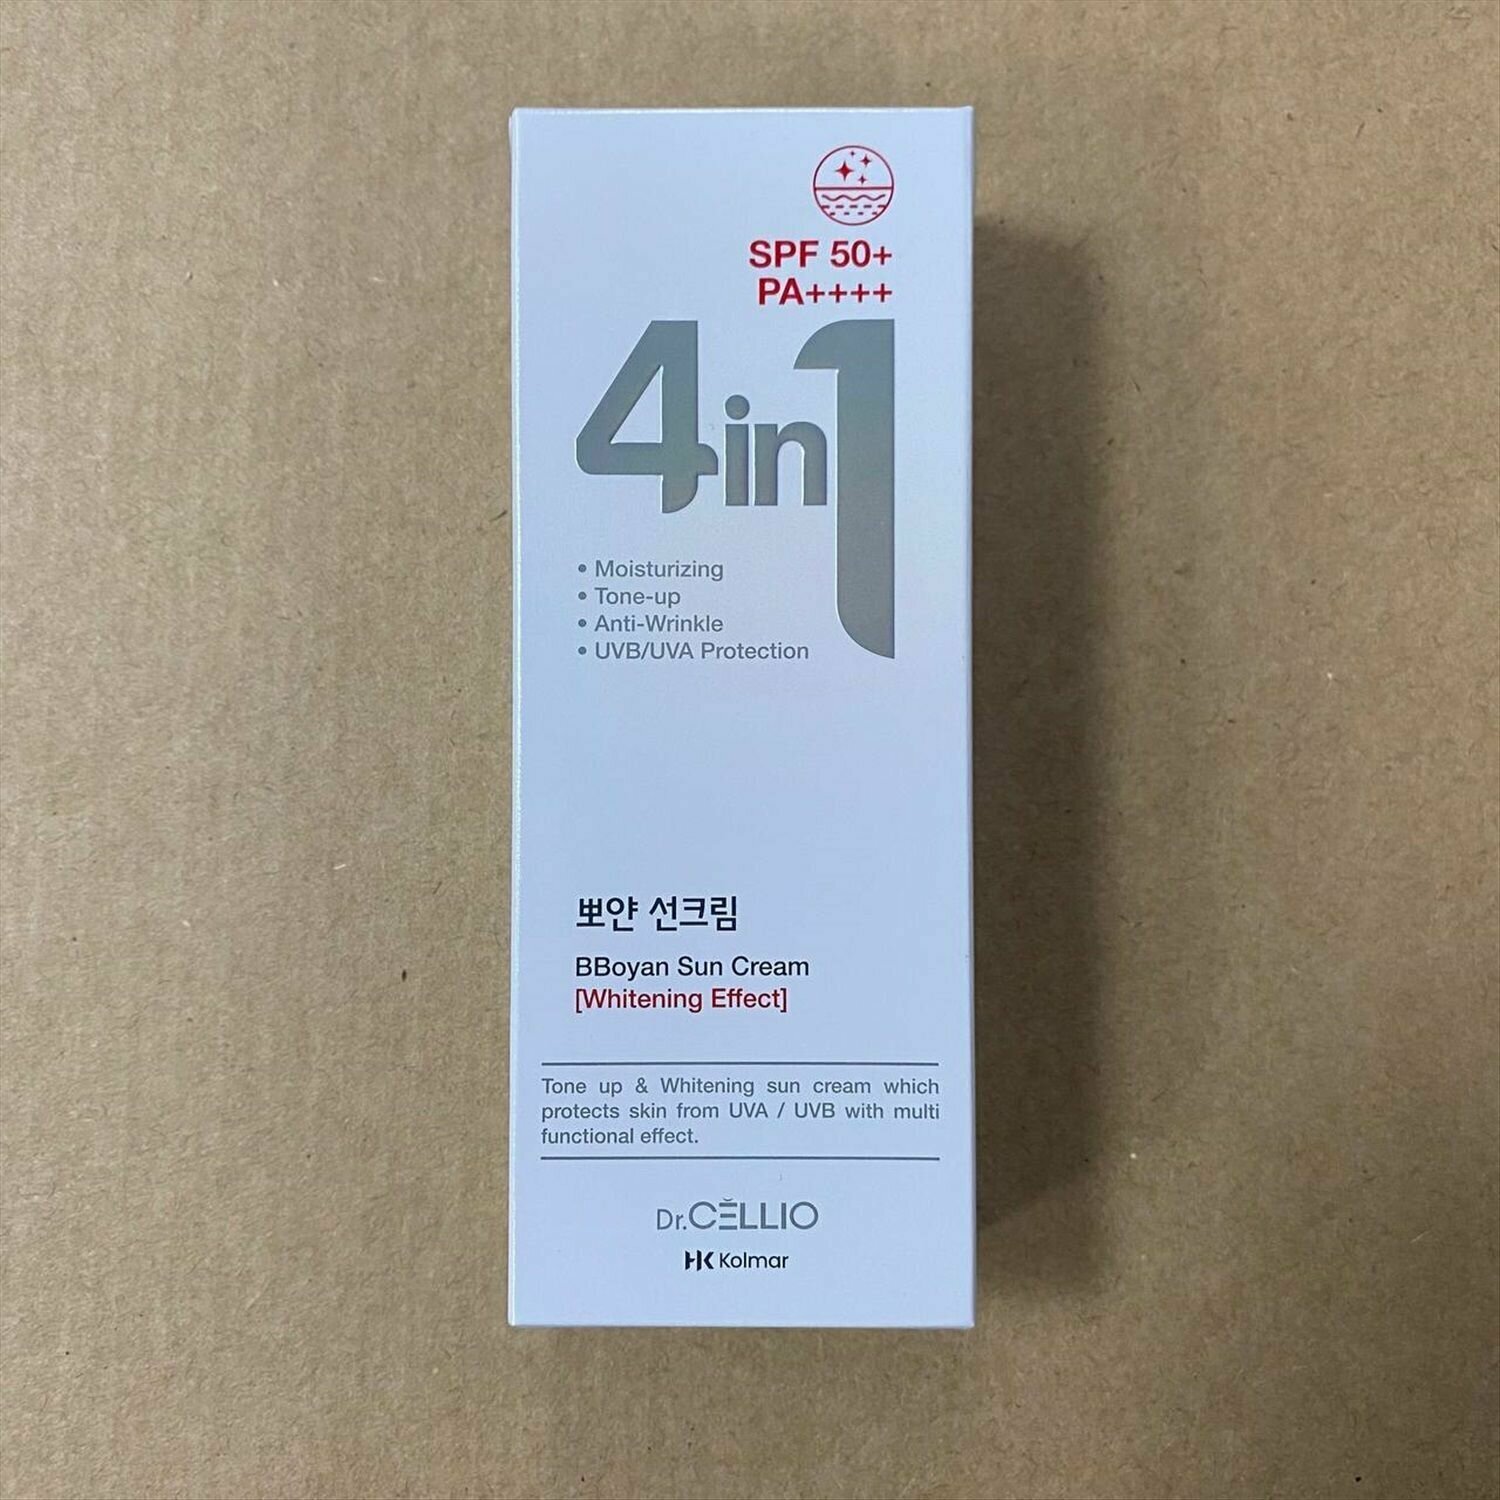 SPF 50+
PA++++
4in1
• Moisturizing
• Tone-up
• Anti-Wrinkle
• UVB/UVA Protection
뽀얀 선크림
BBoyan Sun Cream
[Whitening Effect]
Tone up & Whitening sun cream which
protects skin from UVA / UVB with multi
functional effect.
Dr.CĔLLIO
HK Kolmar